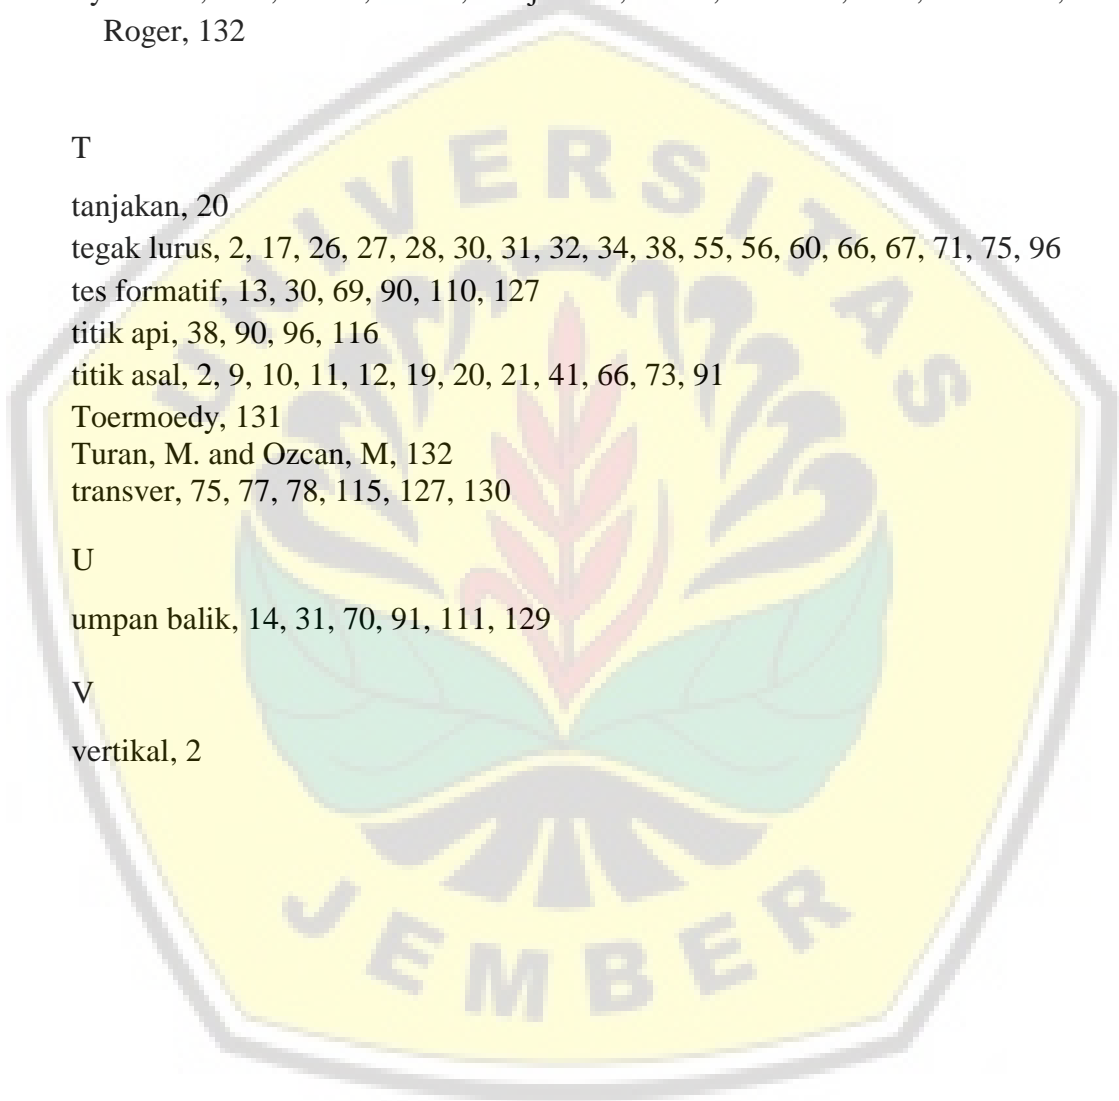 Roger, 132
T
tanjakan, 20
tegak lurus, 2, 17, 26, 27, 28, 30, 31, 32, 34, 38, 55, 56, 60, 66, 67, 71, 75, 96
tes formatif, 13, 30, 69, 90, 110, 127
titik api, 38, 90, 96, 116
titik asal, 2, 9, 10, 11, 12, 19, 20, 21, 41, 66, 73, 91
Toermoedy, 131
Turan, M. and Ozcan, M, 132
transver, 75, 77, 78, 115, 127, 130
U
umpan balik, 14, 31, 70, 91, 111, 129
V
vertikal, 2
UNIVERSITAS
JEMBER